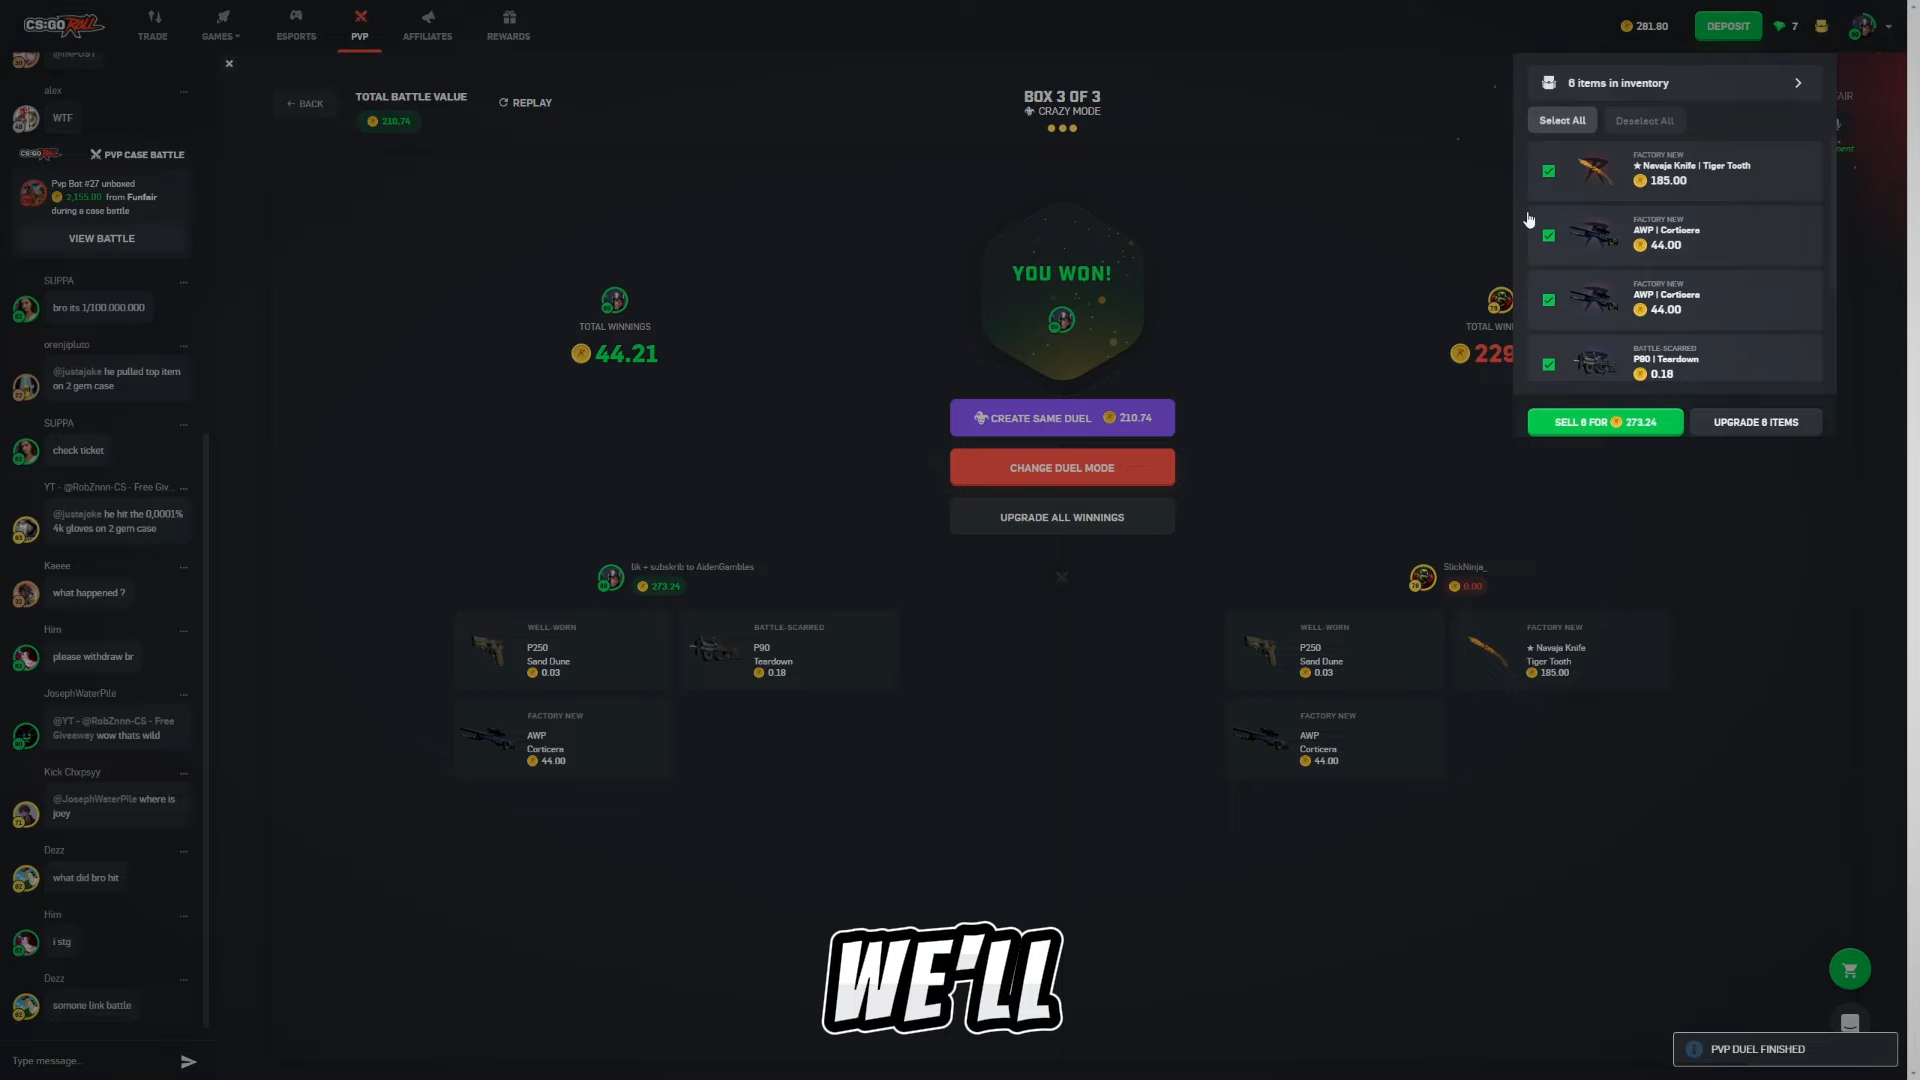 CS:GO ROLL
TRADE
GAMES
ESPORTS
PVP
AFFILIATES
REWARDS
281.80
DEPOSIT
7
@INPOST
alex
...
WTF
CS:GO ROLL
PVP CASE BATTLE
Pvp Bot #27 unboxed
2,155.00 from Funfair
during a case battle
VIEW BATTLE
SUPPA
...
bro its 1/100.000.000
orenjipluto
...
@justajoke he pulled top item
on 2 gem case
SUPPA
...
check ticket
YT - @RobZnnn-CS - Free Giv...
...
@justajoke he hit the 0,0001%
4k gloves on 2 gem case
Kaeee
...
what happened ?
Him
...
please withdraw br
JosephWaterPile
...
@YT - @RobZnnn-CS - Free
Giveaway wow thats wild
Kick Chxpsyy
...
@JosephWaterPile where is
joey
Dezz
...
what did bro hit
Him
...
i stg
Dezz
...
somone link battle
Type message...
← BACK
TOTAL BATTLE VALUE
210.74
REPLAY
BOX 3 OF 3
CRAZY MODE
YOU WON!
TOTAL WINNINGS
44.21
TOTAL WIN
229
CREATE SAME DUEL 210.74
CHANGE DUEL MODE
UPGRADE ALL WINNINGS
lik + subskrib to AidenGambles
273.24
SlickNinja_
0.00
WELL-WORN
P250
Sand Dune
0.03
BATTLE-SCARRED
P90
Teardown
0.18
FACTORY NEW
AWP
Corticera
44.00
WELL-WORN
P250
Sand Dune
0.03
FACTORY NEW
★ Navaja Knife
Tiger Tooth
185.00
FACTORY NEW
AWP
Corticera
44.00
6 items in inventory
Select All
Deselect All
FACTORY NEW
★ Navaja Knife | Tiger Tooth
185.00
FACTORY NEW
AWP | Corticera
44.00
FACTORY NEW
AWP | Corticera
44.00
BATTLE-SCARRED
P90 | Teardown
0.18
SELL 6 FOR 273.24
UPGRADE 6 ITEMS
WE'LL
PVP DUEL FINISHED